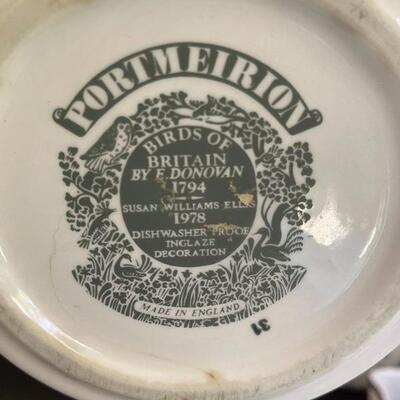 PORTMEIRION
BIRDS OF
BRITAIN
BY E. DONOVAN
1794
SUSAN WILLIAMS ELLIS
1978
DISHWASHER PROOF
INGLAZE
DECORATION
MADE IN ENGLAND
31